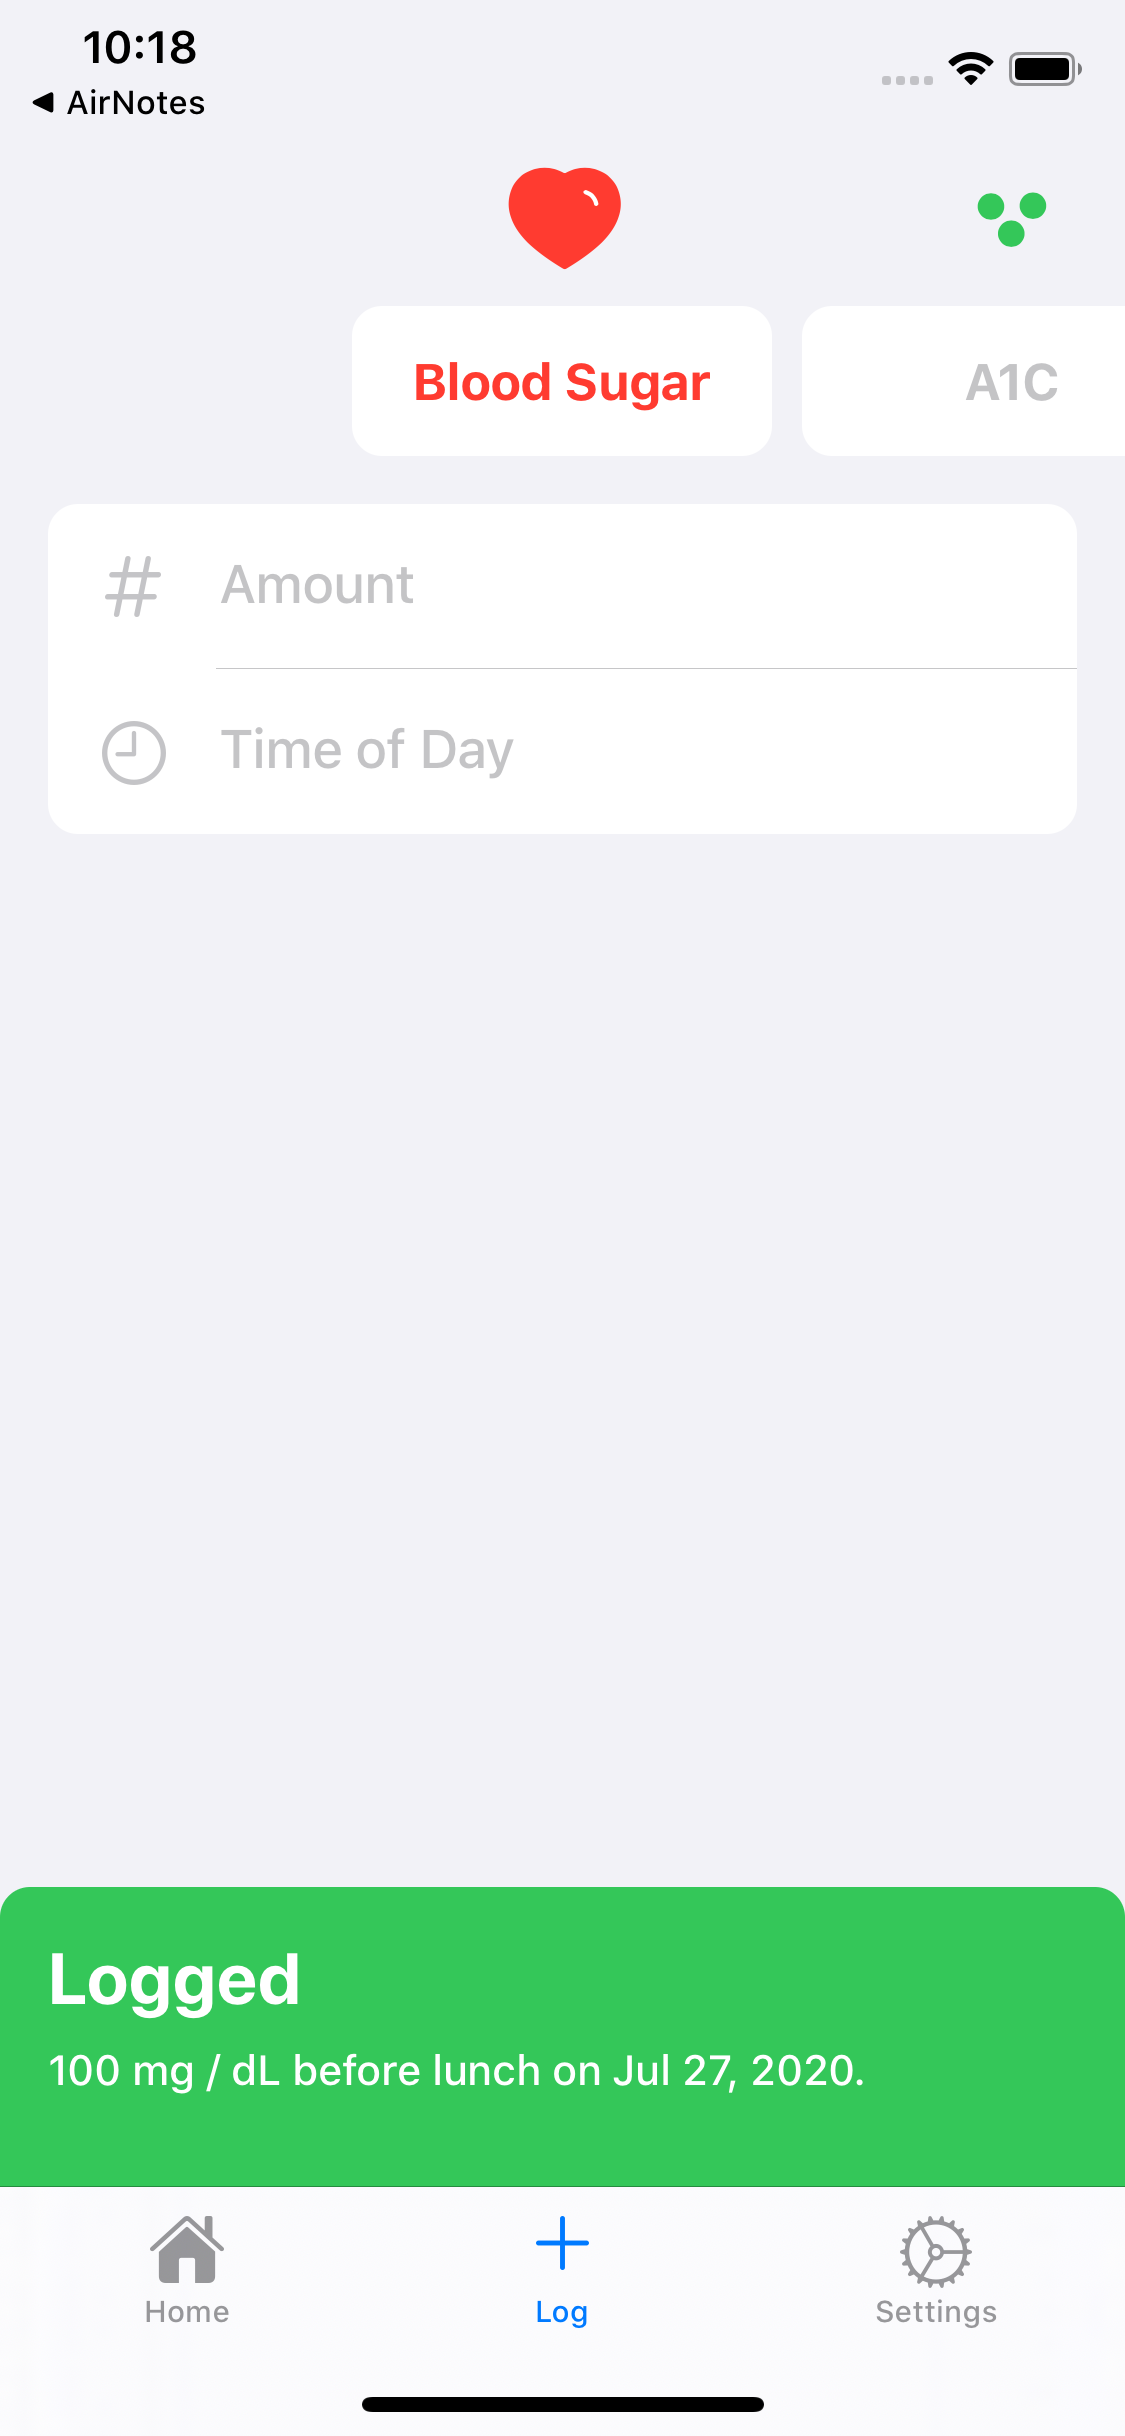 10:18
◀ AirNotes
Blood Sugar
A1C
# Amount
Time of Day
Logged
100 mg / dL before lunch on Jul 27, 2020.
Home
Log
Settings